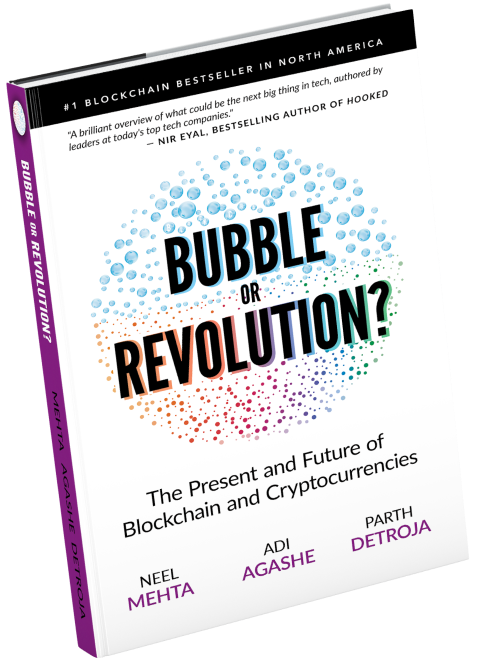 #1 BLOCKCHAIN BESTSELLER IN NORTH AMERICA
"A brilliant overview of what could be the next big thing in tech, authored by
leaders at today's top tech companies."
— NIR EYAL, BESTSELLING AUTHOR OF HOOKED
BUBBLE
OR
REVOLUTION?
The Present and Future of
Blockchain and Cryptocurrencies
NEEL
MEHTA
ADI
AGASHE
PARTH
DETROJA
BUBBLE OR REVOLUTION?
MEHTA AGASHE DETROJA